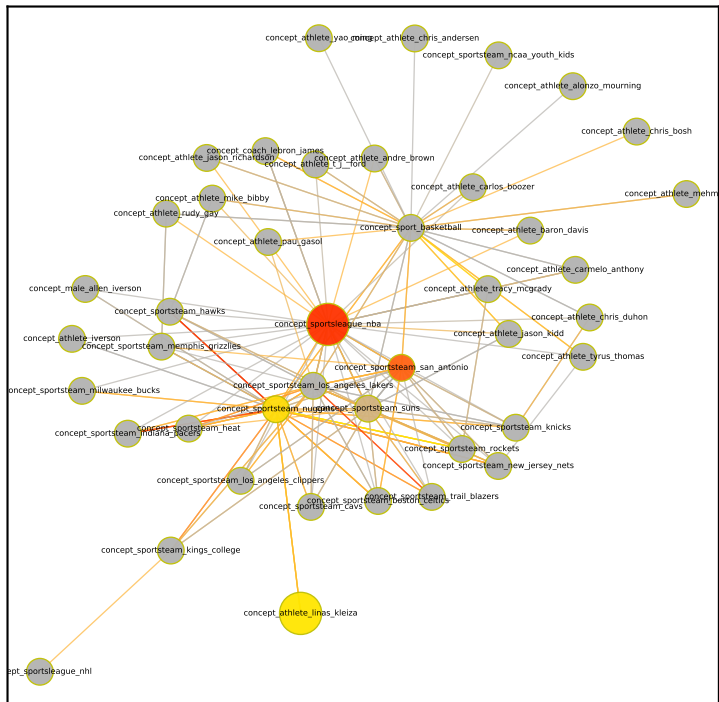 concept_athlete_yao_ming
concept_athlete_chris_andersen
concept_sportsteam_ncaa_youth_kids
concept_athlete_alonzo_mourning
concept_athlete_chris_bosh
concept_coach_lebron_james
concept_athlete_jason_richardson
concept_athlete_andre_brown
concept_athlete_t_j__ford
concept_athlete_carlos_boozer
concept_athlete_mehm
concept_athlete_mike_bibby
concept_athlete_rudy_gay
concept_sport_basketball
concept_athlete_baron_davis
concept_athlete_pau_gasol
concept_athlete_carmelo_anthony
concept_male_allen_iverson
concept_athlete_tracy_mcgrady
concept_sportsteam_hawks
concept_athlete_chris_duhon
concept_sportsleague_nba
concept_athlete_jason_kidd
concept_athlete_iverson
concept_sportsteam_memphis_grizzlies
concept_athlete_tyrus_thomas
concept_sportsteam_san_antonio
concept_sportsteam_los_angeles_lakers
concept_sportsteam_milwaukee_bucks
concept_sportsteam_nuggets
concept_sportsteam_suns
concept_sportsteam_knicks
concept_sportsteam_heat
concept_sportsteam_indiana_pacers
concept_sportsteam_rockets
concept_sportsteam_new_jersey_nets
concept_sportsteam_los_angeles_clippers
concept_sportsteam_trail_blazers
concept_sportsteam_boston_celtics
concept_sportsteam_cavs
concept_sportsteam_kings_college
concept_athlete_linas_kleiza
ept_sportsleague_nhl